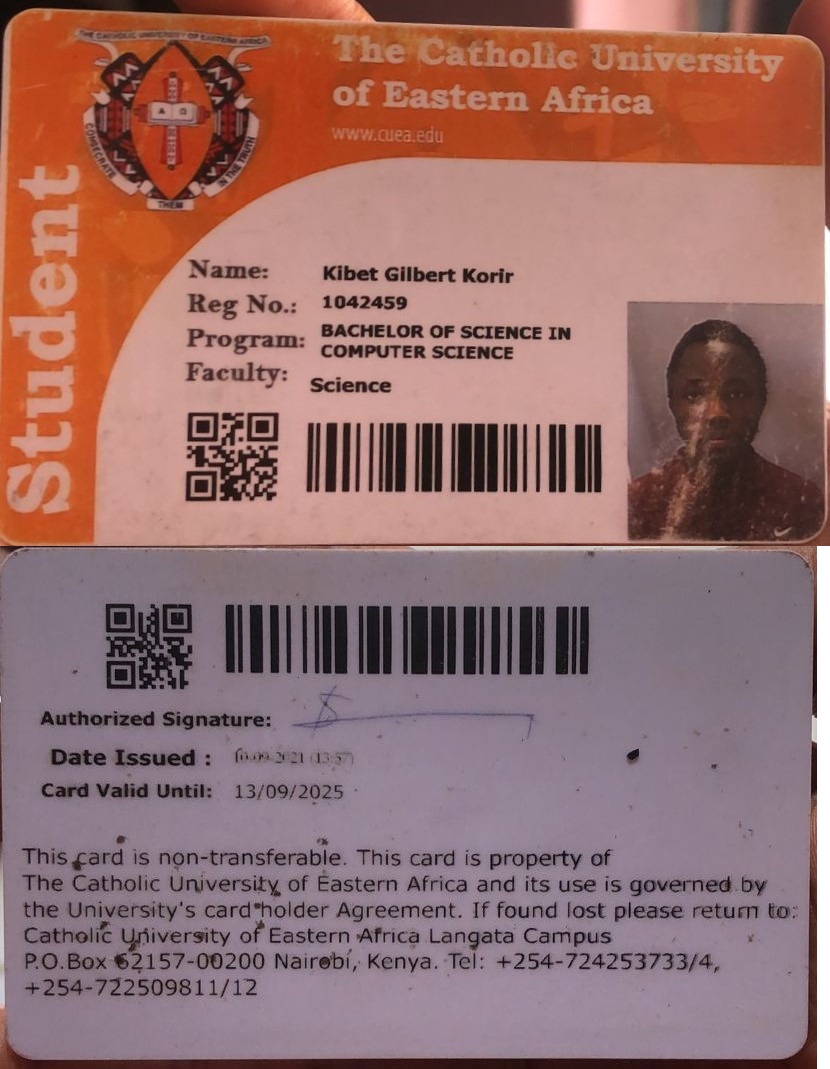 THE CATHOLIC UNIVERSITY OF EASTERN AFRICA
The Catholic University
of Eastern Africa
www.cuea.edu
A Ω
CONSECRATE
THEM
IN THE TRUTH
Student
Name: Kibet Gilbert Korir
Reg No.: 1042459
Program: BACHELOR OF SCIENCE IN
COMPUTER SCIENCE
Faculty: Science
Authorized Signature:
Date Issued : 10-09-2021 (13:57)
Card Valid Until: 13/09/2025
This card is non-transferable. This card is property of
The Catholic University of Eastern Africa and its use is governed by
the University's card holder Agreement. If found lost please return to:
Catholic University of Eastern Africa Langata Campus
P.O.Box 62157-00200 Nairobi, Kenya. Tel: +254-724253733/4,
+254-722509811/12